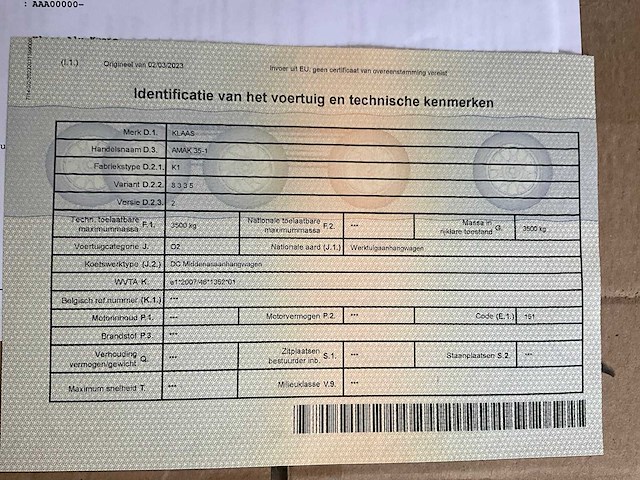 : AAA00000-
(I.1.) Origineel van 02/03/2023 Invoer uit EU: geen certificaat van overeenstemming vereist
Identificatie van het voertuig en technische kenmerken
Merk D.1. KLAAS
Handelsnaam D.3. AMAK 35-1
Fabriekstype D.2.1. K1
Variant D.2.2. 8 3 3 5
Versie D.2.3. 2
Techn. toelaatbare maximummassa F.1. 3500 kg Nationale toelaatbare maximummassa F.2. *** Massa in rijklare toestand G. 3500 kg
Voertuigcategorie J. O2 Nationale aard (J.1.) Werktuigaanhangwagen
Koetswerktype (J.2.) DC Middenasaanhangwagen
WVTA K. e1*2007/46*1352*01
Belgisch ref.nummer (K.1.) ***
Motorinhoud P.1. *** Motorvermogen P.2. *** Code (E.1.) 151
Brandstof P.3. ***
Verhouding vermogen/gewicht Q. *** Zitplaatsen bestuurder inb. S.1. *** Staanplaatsen S.2. ***
Maximum snelheid T. *** Milieuklasse V.9. ***